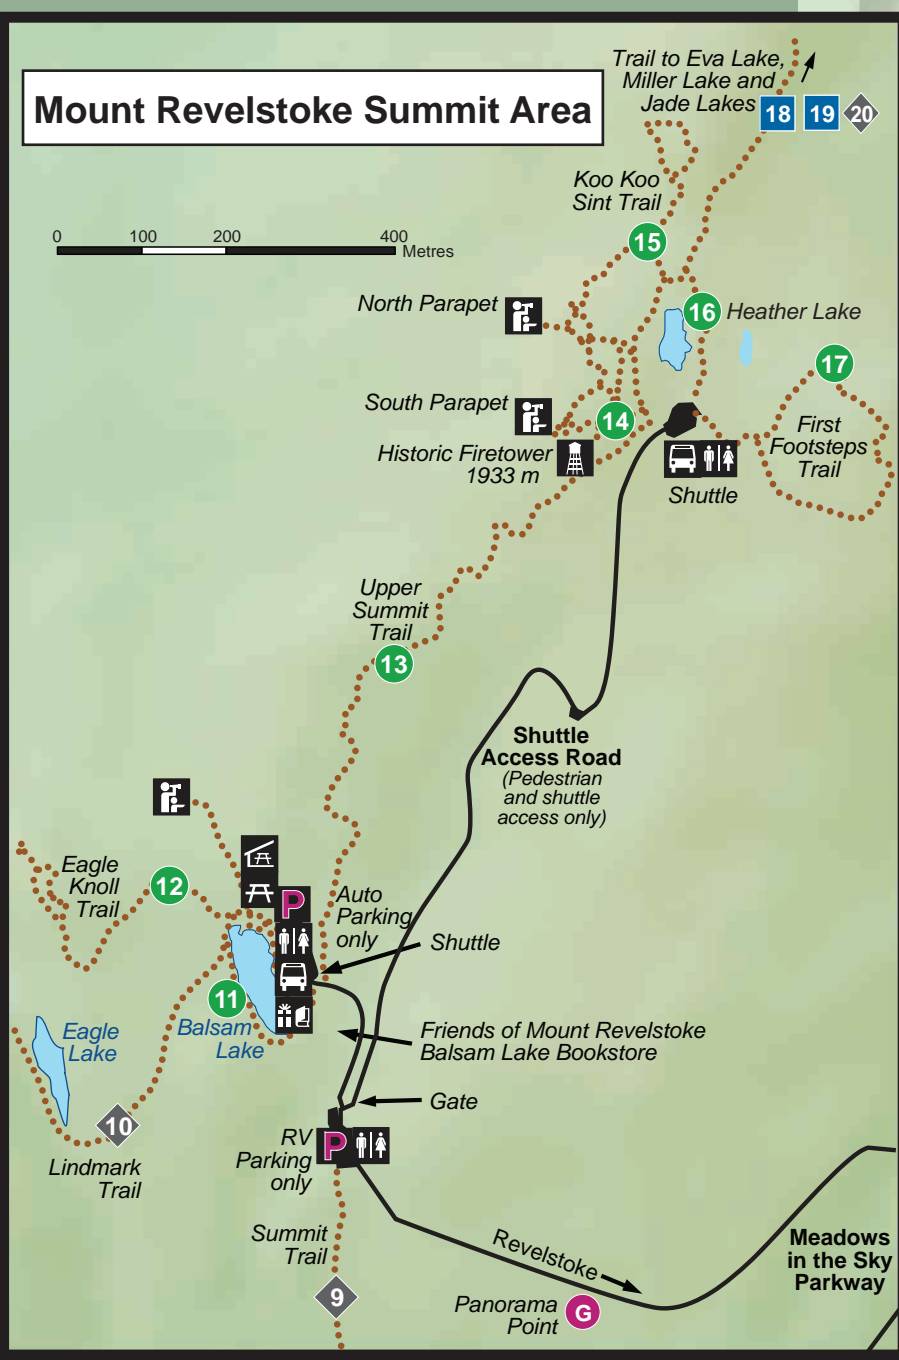 Mount Revelstoke Summit Area
Trail to Eva Lake,
Miller Lake and
Jade Lakes
18
19
20
Koo Koo
Sint Trail
15
0 100 200 400
Metres
North Parapet
16
Heather Lake
17
South Parapet
14
First
Footsteps
Trail
Historic Firetower
1933 m
Shuttle
Upper
Summit
Trail
13
Shuttle
Access Road
(Pedestrian
and shuttle
access only)
Eagle
Knoll
Trail
12
P
Auto
Parking
only
Shuttle
11
Balsam
Lake
Eagle
Lake
Friends of Mount Revelstoke
Balsam Lake Bookstore
Gate
10
Lindmark
Trail
RV
Parking
only
P
Summit
Trail
9
Revelstoke
Meadows
in the Sky
Parkway
Panorama
Point
G